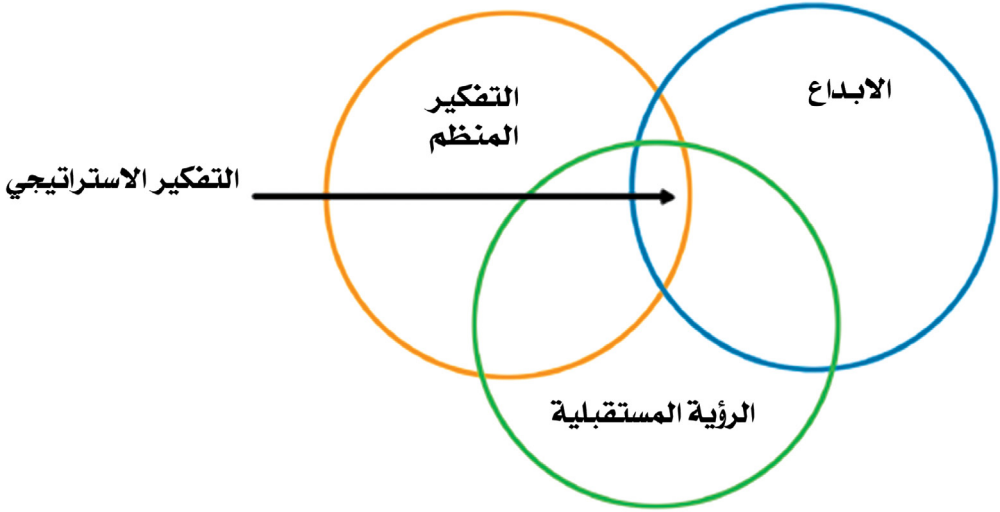 الابداع
التفكير
المنظم
التفكير الاستراتيجي
الرؤية المستقبلية